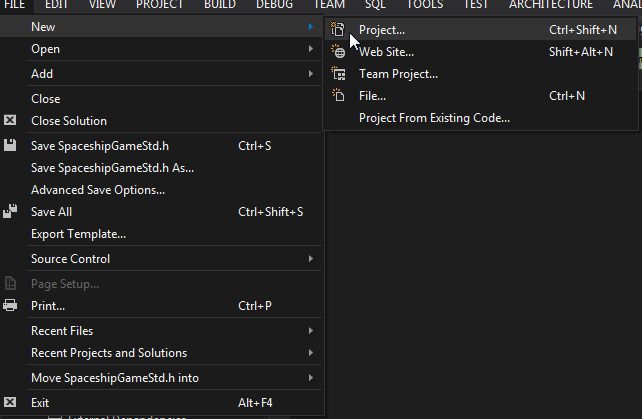 FILE EDIT VIEW PROJECT BUILD DEBUG TEAM SQL TOOLS TEST ARCHITECTURE
New
Project... Ctrl+Shift+N
Open
Web Site... Shift+Alt+N
Add
Team Project... 
Close
File... Ctrl+N
Close Solution
Project From Existing Code...
Save SpaceshipGameStd.h Ctrl+S
Save SpaceshipGameStd.h As...
Advanced Save Options...
Save All Ctrl+Shift+S
Export Template...
Source Control
Page Setup...
Print... Ctrl+P
Recent Files
Recent Projects and Solutions
Move SpaceshipGameStd.h into
Exit Alt+F4